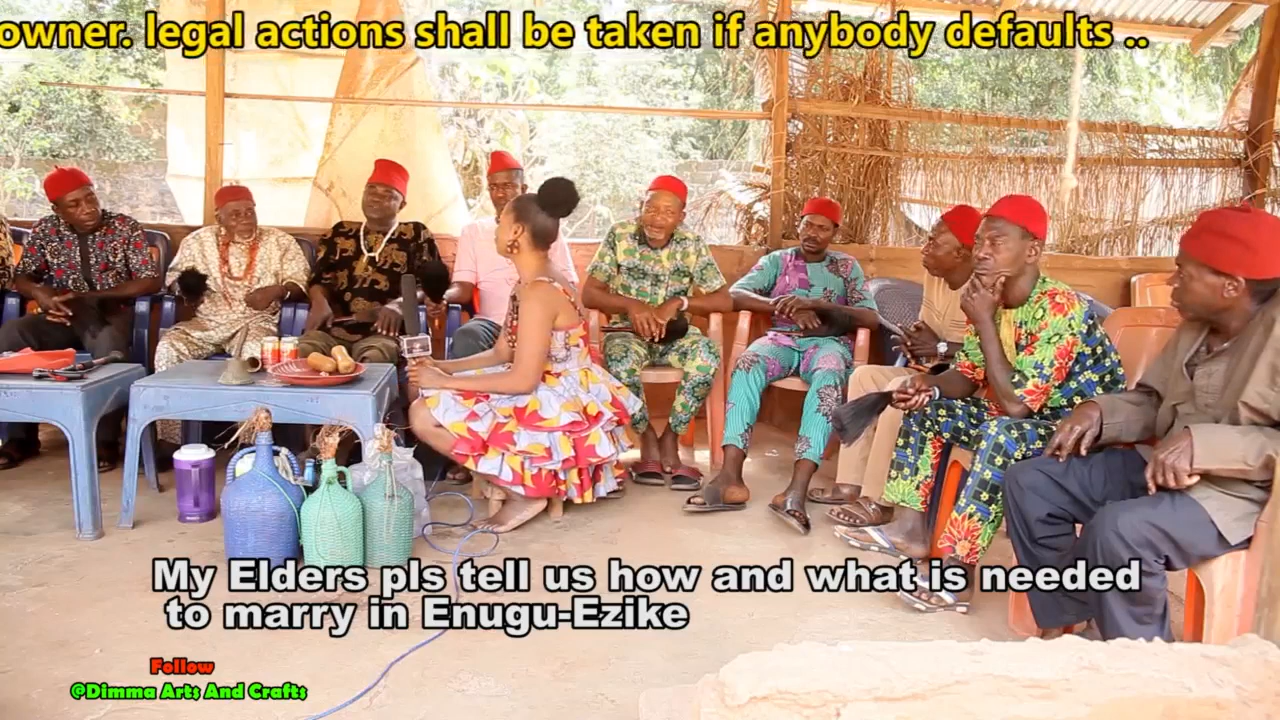 owner. legal actions shall be taken if anybody defaults ..
My Elders pls tell us how and what is needed
to marry in Enugu-Ezike
Follow
@Dimma Arts And Crafts